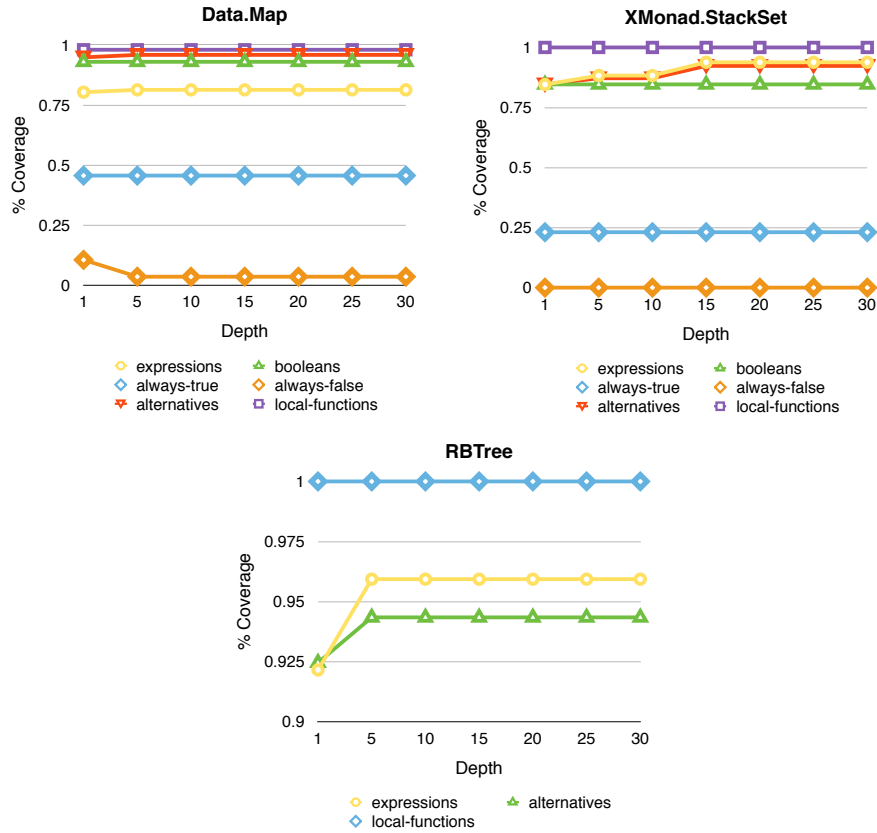 Data.Map
% Coverage
1
0.75
0.5
0.25
0
1 5 10 15 20 25 30
Depth
expressions booleans
always-true always-false
alternatives local-functions
XMonad.StackSet
% Coverage
1
0.75
0.5
0.25
0
1 5 10 15 20 25 30
Depth
expressions booleans
always-true always-false
alternatives local-functions
RBTree
% Coverage
1
0.975
0.95
0.925
0.9
1 5 10 15 20 25 30
Depth
expressions alternatives
local-functions